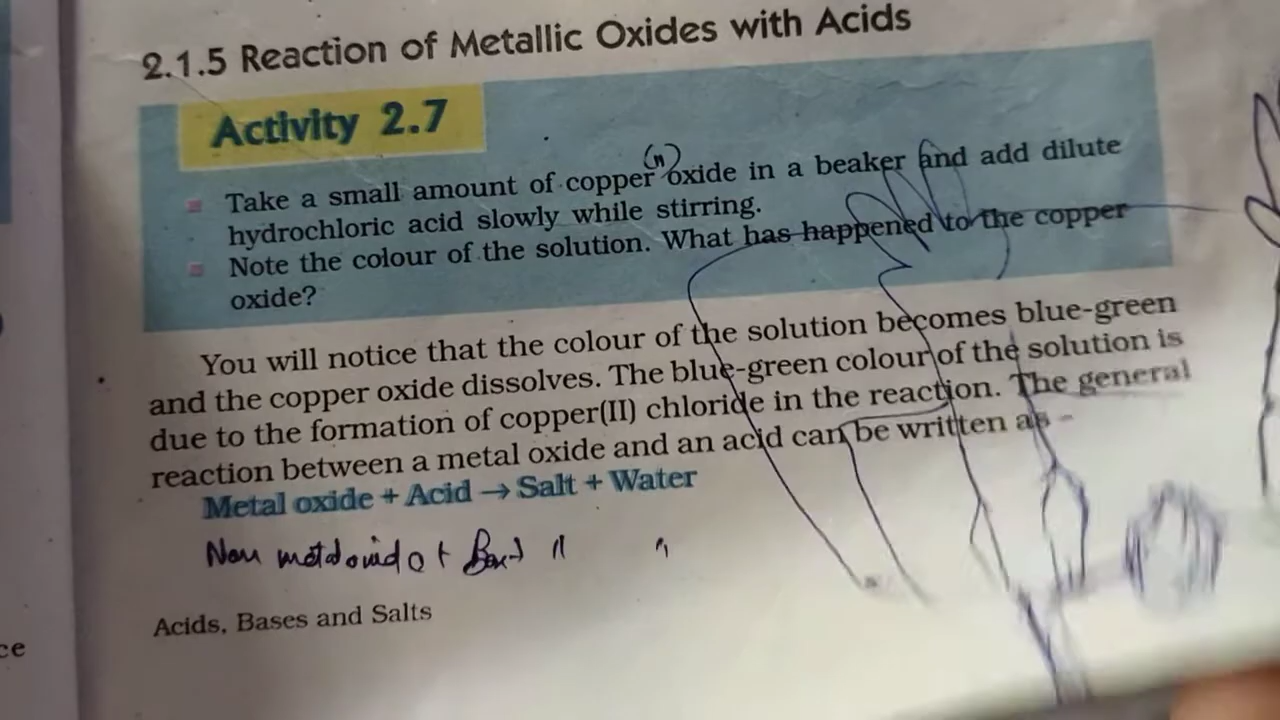 2.1.5 Reaction of Metallic Oxides with Acids
Activity 2.7
(n)
Take a small amount of copper oxide in a beaker and add dilute
hydrochloric acid slowly while stirring.
Note the colour of the solution. What has happened to the copper
oxide?
You will notice that the colour of the solution becomes blue-green
and the copper oxide dissolves. The blue-green colour of the solution is
due to the formation of copper(II) chloride in the reaction. The general
reaction between a metal oxide and an acid can be written as –
Metal oxide + Acid → Salt + Water
Non metal oxide + 〃 〃
Acids, Bases and Salts
ce